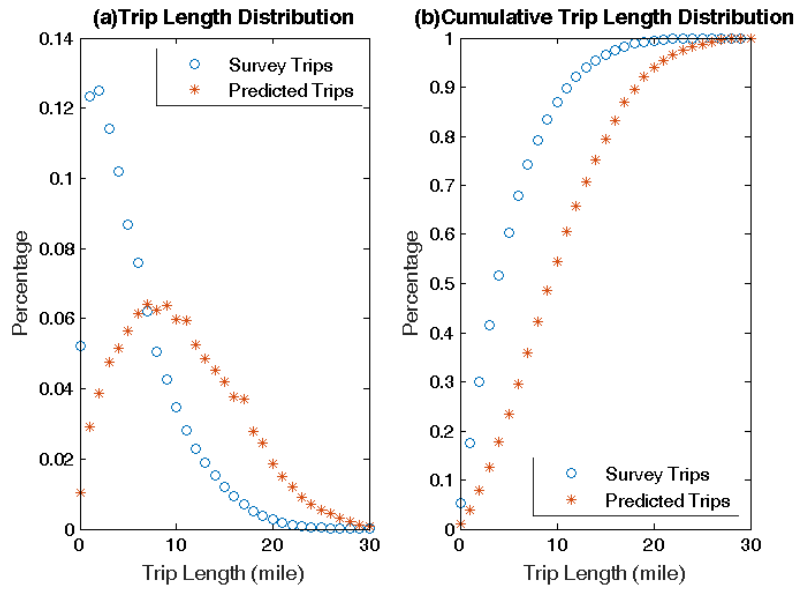 (a)Trip Length Distribution
0.14
0.12
0.1
0.08
0.06
0.04
0.02
0
Percentage
Survey Trips
Predicted Trips
0
10
20
30
Trip Length (mile)
(b)Cumulative Trip Length Distribution
1
0.9
0.8
0.7
0.6
0.5
0.4
0.3
0.2
0.1
0
Percentage
Survey Trips
Predicted Trips
0
10
20
30
Trip Length (mile)